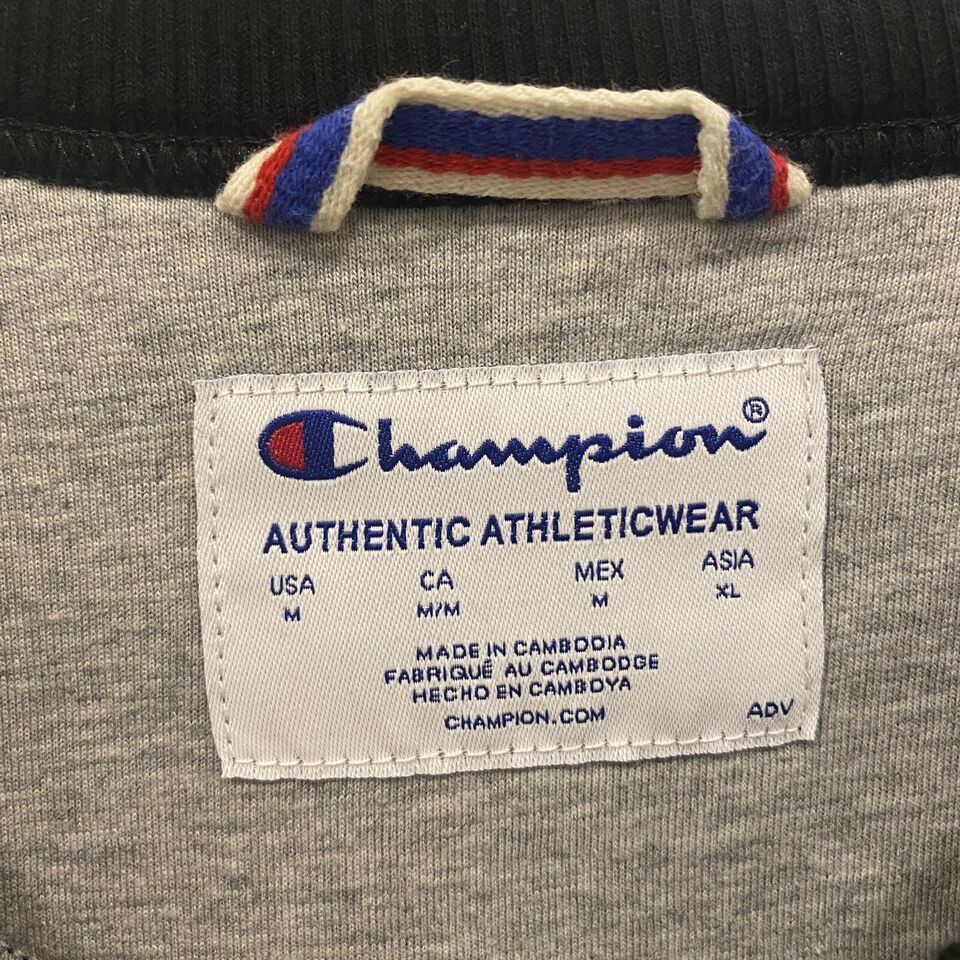 Champion®
AUTHENTIC ATHLETICWEAR
USA CA MEX ASIA
M M/M M XL
MADE IN CAMBODIA
FABRIQUÉ AU CAMBODGE
HECHO EN CAMBOYA
CHAMPION.COM ADV